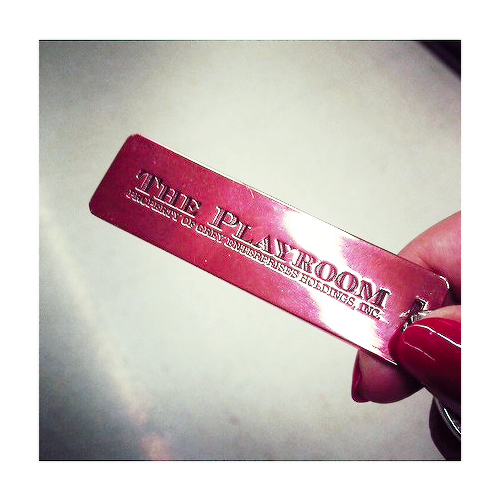 THE PLAYROOM
PROPERTY OF GREY ENTERPRISES HOLDINGS, INC.